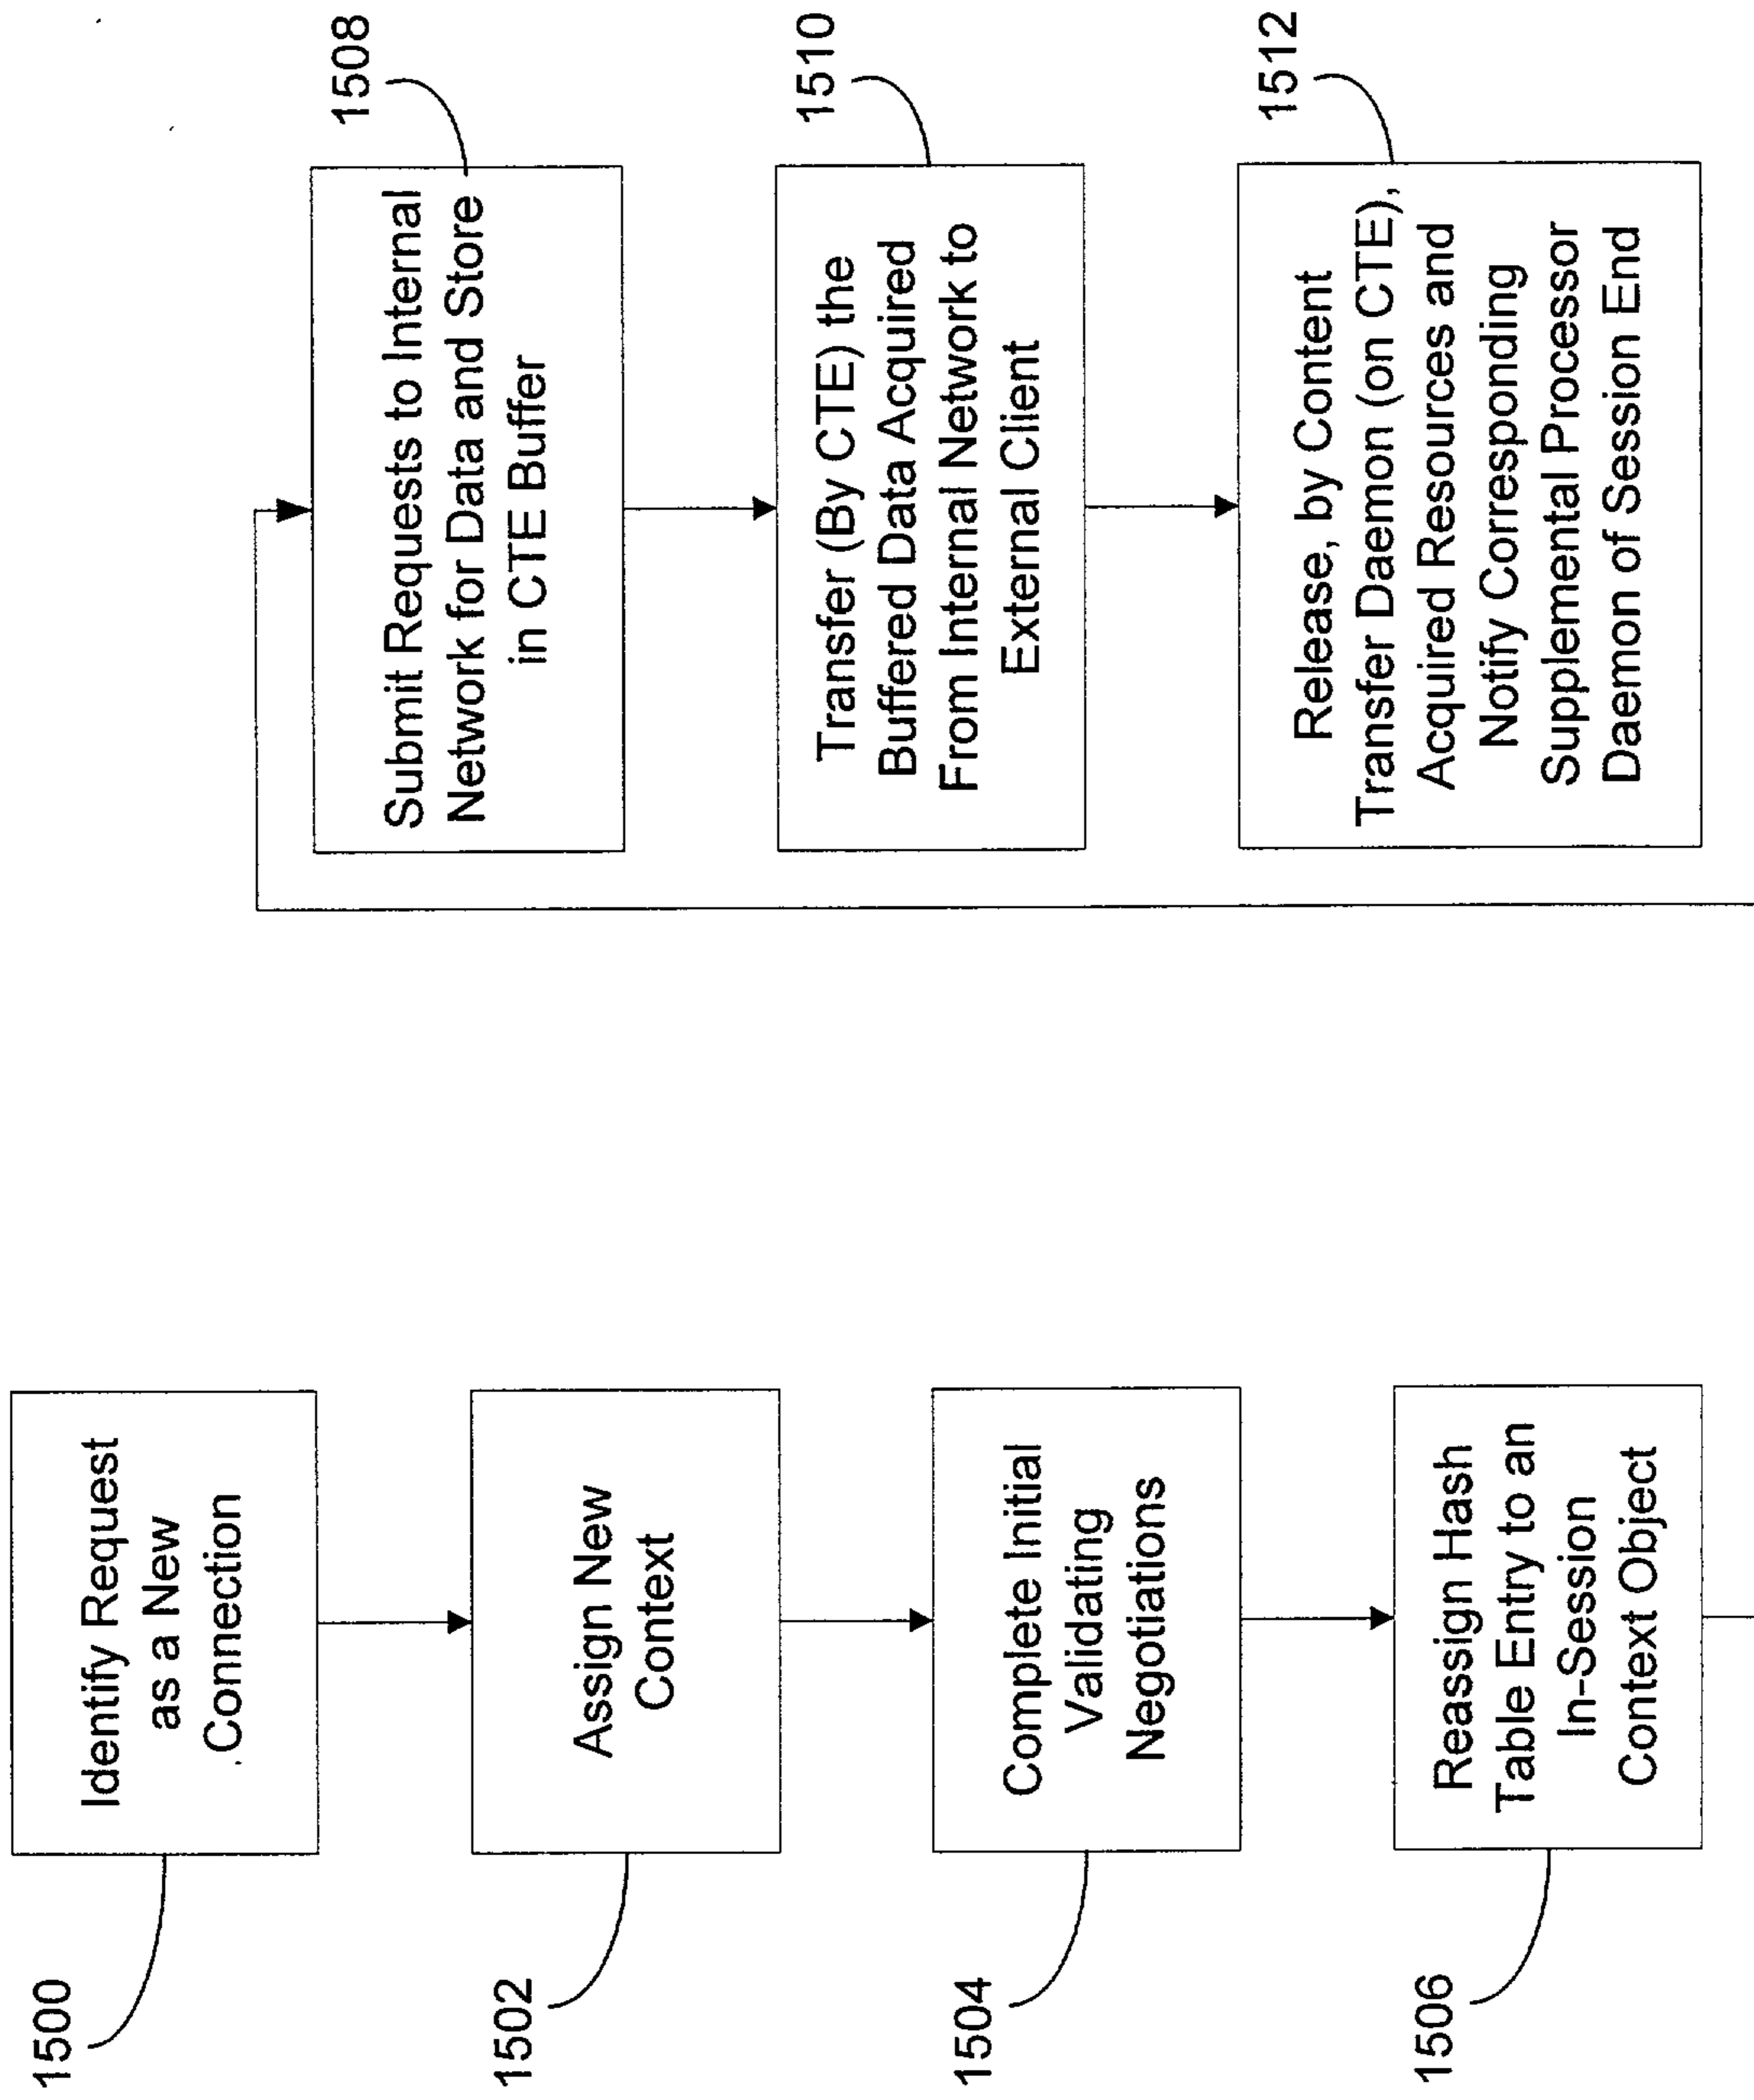 1500
Identify Request
as a New
Connection
1502
Assign New
Context
1504
Complete Initial
Validating
Negotiations
1506
Reassign Hash
Table Entry to an
In-Session
Context Object
1508
Submit Requests to Internal
Network for Data and Store
in CTE Buffer
1510
Transfer (By CTE) the
Buffered Data Acquired
From Internal Network to
External Client
1512
Release, by Content
Transfer Daemon (on CTE),
Acquired Resources and
Notify Corresponding
Supplemental Processor
Daemon of Session End